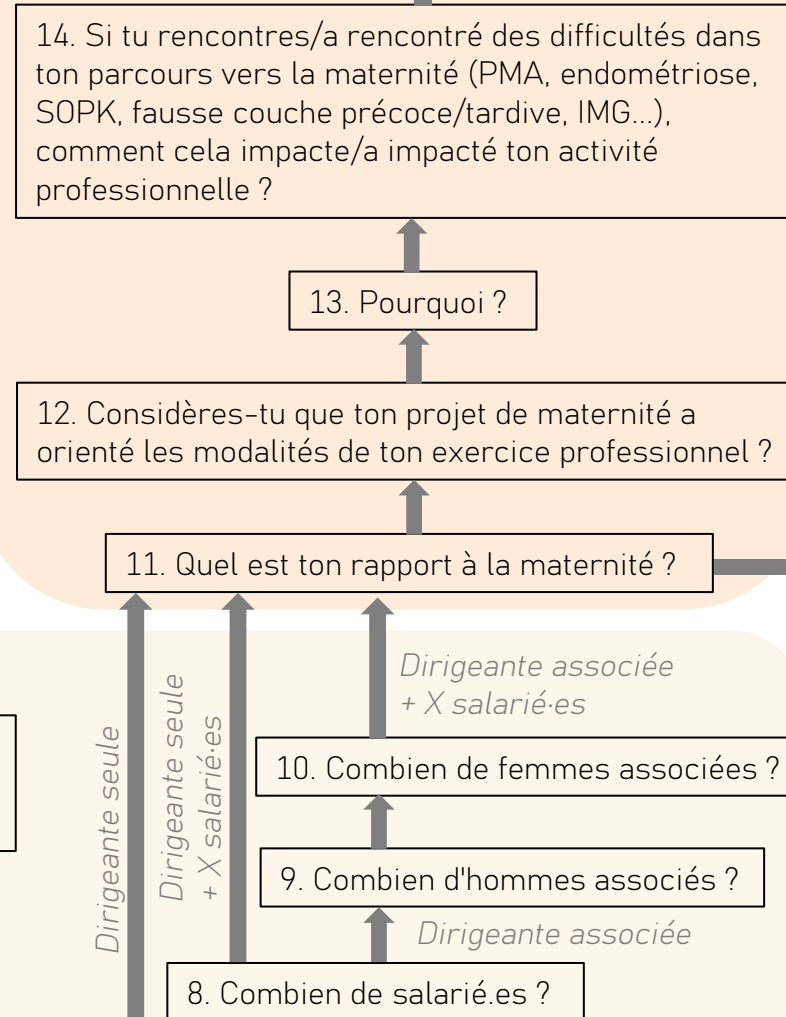 14. Si tu rencontres/a rencontré des difficultés dans
ton parcours vers la maternité (PMA, endométriose,
SOPK, fausse couche précoce/tardive, IMG...),
comment cela impacte/a impacté ton activité
professionnelle ?
13. Pourquoi ?
12. Considères-tu que ton projet de maternité a
orienté les modalités de ton exercice professionnel ?
11. Quel est ton rapport à la maternité ?
Dirigeante seule
Dirigeante seule
+ X salarié·es
Dirigeante associée
+ X salarié·es
10. Combien de femmes associées ?
9. Combien d'hommes associés ?
Dirigeante associée
8. Combien de salarié.es ?